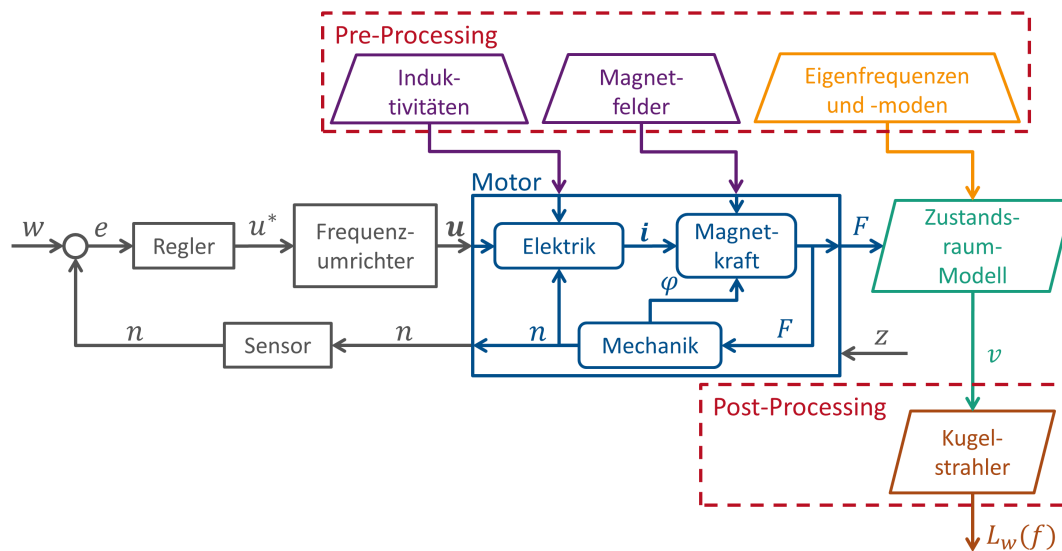 Pre-Processing
Induk-
tivitäten
Magnet-
felder
Eigenfrequenzen
und -moden
Motor
w
e
Regler
u*
Frequenz-
umrichter
u
Elektrik
i
Magnet-
kraft
F
Zustands-
raum-
Modell
φ
n
Sensor
n
n
Mechanik
F
z
v
Post-Processing
Kugel-
strahler
L_w(f)